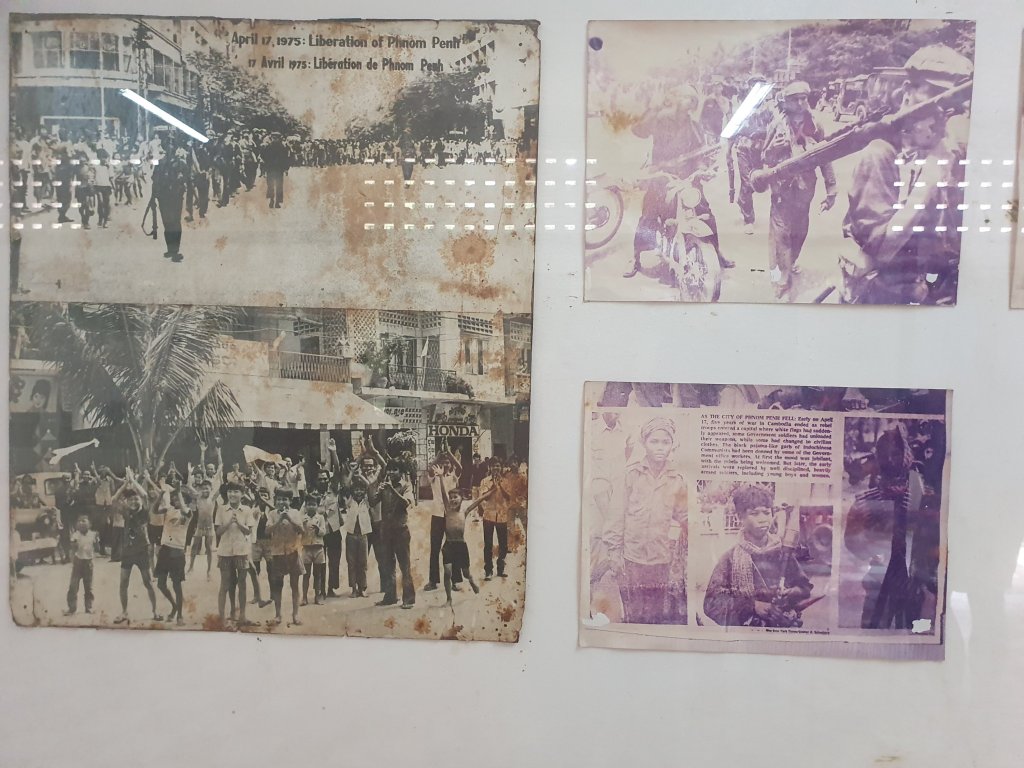 April 17, 1975: Liberation of Phnom Penh
17 Avril 1975: Libération de Phnom Penh
HONDA
AS THE CITY OF PHNOM PENH FELL: Early on April
17, five years of war in Cambodia ended as rebel
troops entered a capital where white flags had sudden-
ly appeared, some Government soldiers had unloaded
their weapons, while some had changed to civilian
clothes. The black pajama-like garb of Indochinese
Communists had been donned by some of the Govern-
ment office workers. At first the mood was jubilant,
with the rebels being welcomed. But later, the early
arrivals were replaced by well disciplined, heavily
armed soldiers, including young boys and women.